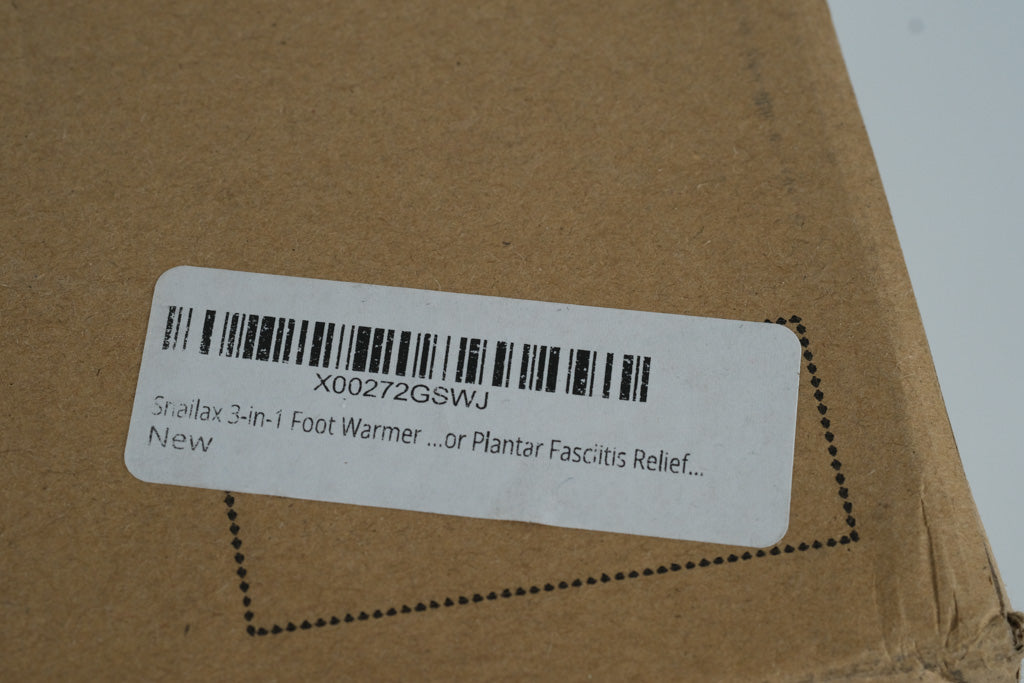 X00272GSWJ
Snailax 3-in-1 Foot Warmer ...or Plantar Fasciitis Relief...
New